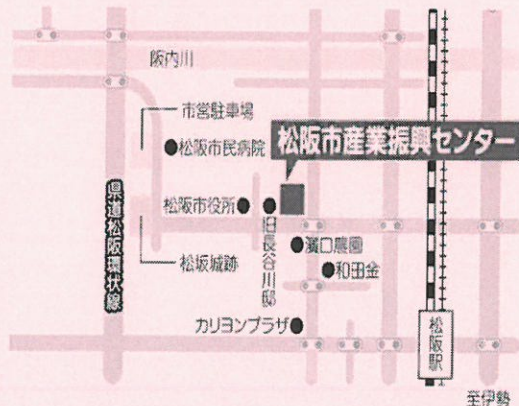 阪内川
市営駐車場
松阪市民病院
松阪市産業振興センター
県道松阪環状線
松阪市役所
旧長谷川邸
濱口農園
松坂城跡
和田金
カリヨンプラザ
松阪駅
至伊勢